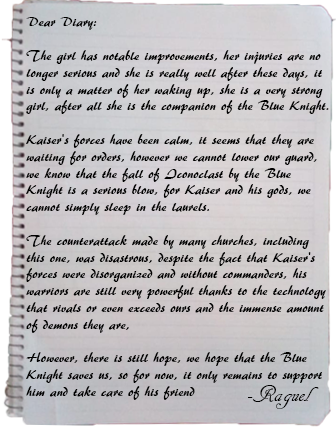 Dear Diary:
The girl has notable improvements, her injuries are no
longer serious and she is really well after these days, it
is only a matter of her waking up, she is a very strong
girl, after all she is the companion of the Blue Knight.
Kaiser's forces have been calm, it seems that they are
waiting for orders, however we cannot lower our guard,
we know that the fall of Iconoclast by the Blue
Knight is a serious blow, for Kaiser and his gods, we
cannot simply sleep in the laurels.
The counterattack made by many churches, including
this one, was disastrous, despite the fact that Kaiser's
forces were disorganized and without commanders, his
warriors are still very powerful thanks to the technology
that rivals or even exceeds ours and the immense amount
of demons they are,
However, there is still hope, we hope that the Blue
Knight saves us, so for now, it only remains to support
him and take care of his friend
-Raguel